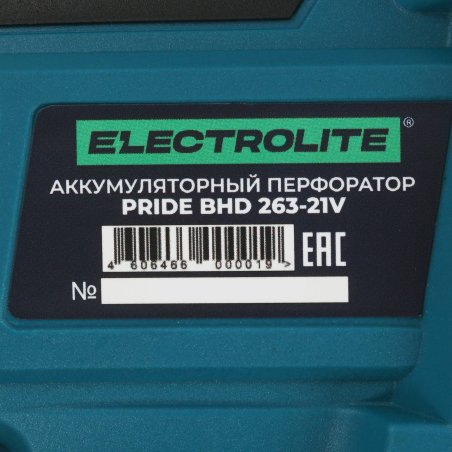 ELECTROLITE®
АККУМУЛЯТОРНЫЙ ПЕРФОРАТОР
PRIDE BHD 263-21V
4 606466 000019 >
EAC
№